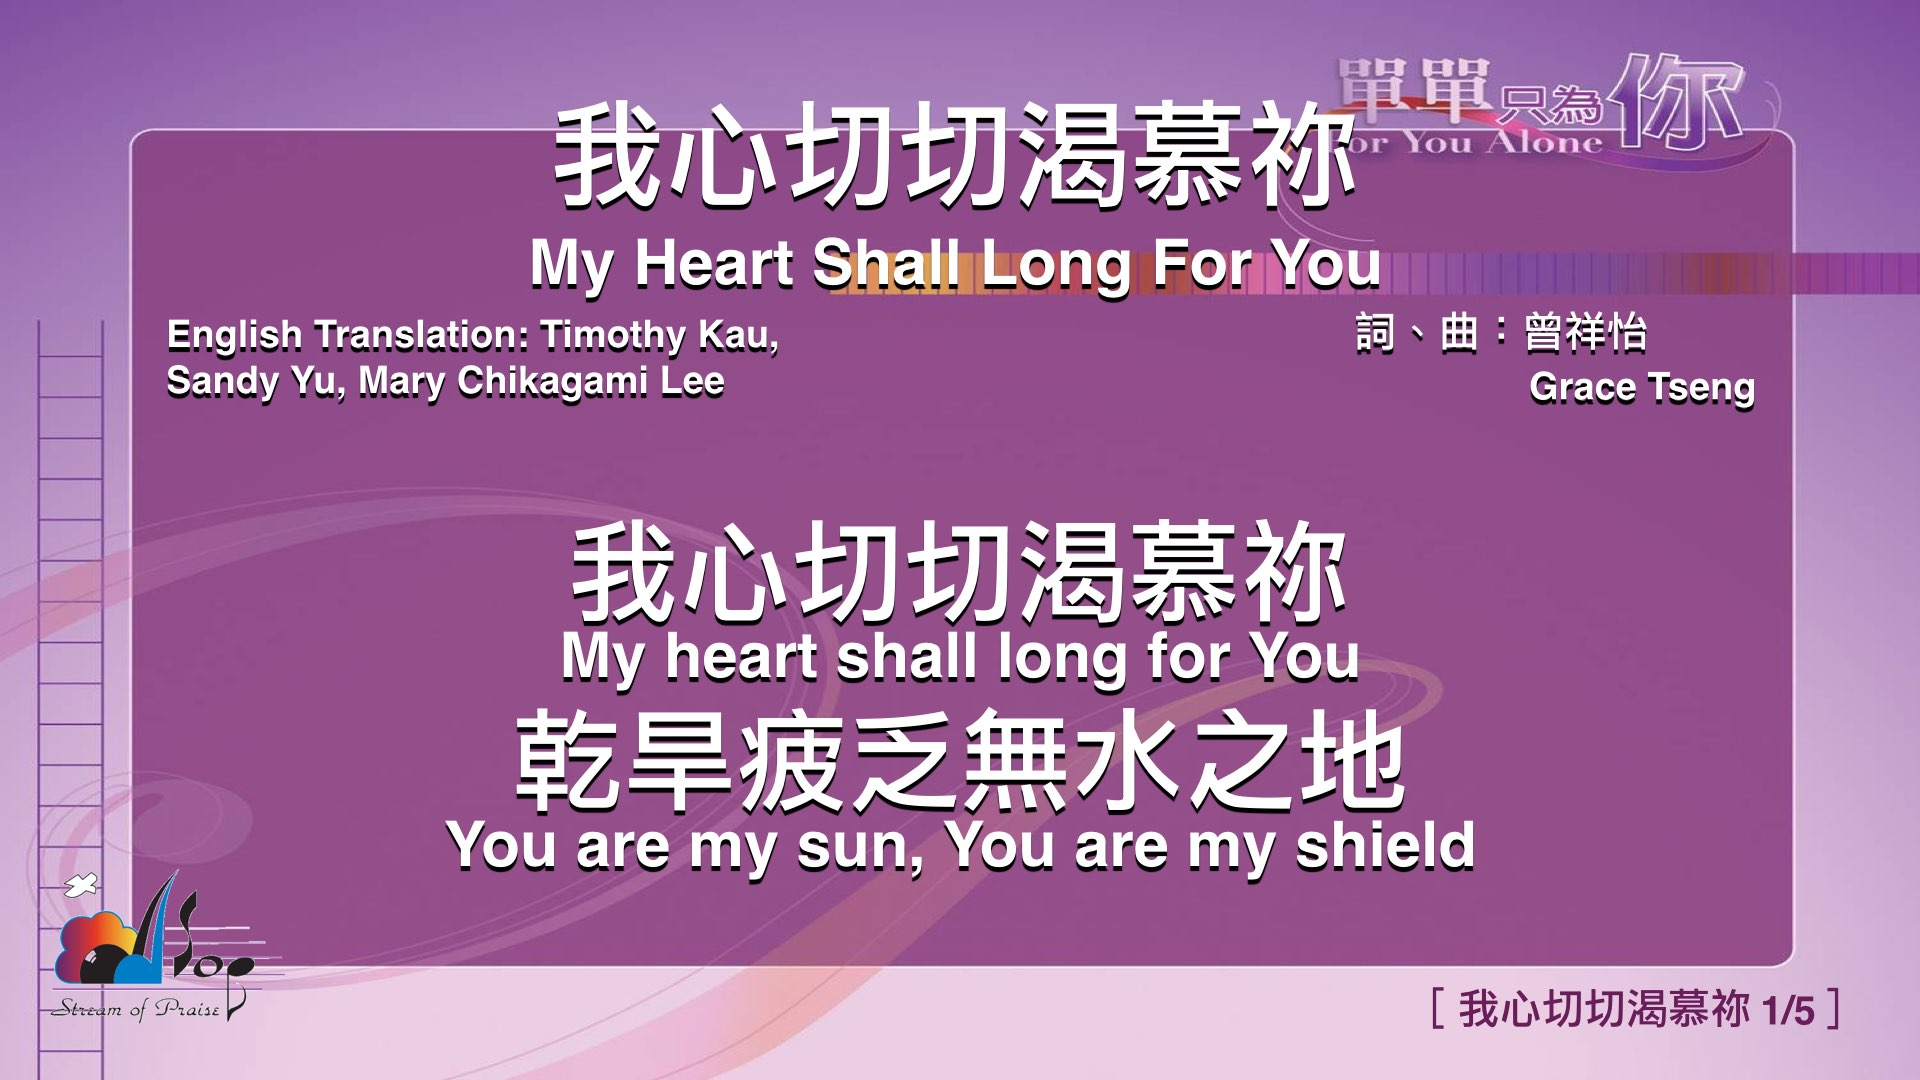 單單只為你
For You Alone
我心切切渴慕祢
My Heart Shall Long For You
English Translation: Timothy Kau,
Sandy Yu, Mary Chikagami Lee
詞、曲：曾祥怡
Grace Tseng
我心切切渴慕祢
My heart shall long for You
乾旱疲乏無水之地
You are my sun, You are my shield
Sop
Stream of Praise
[ 我心切切渴慕祢 1/5 ]